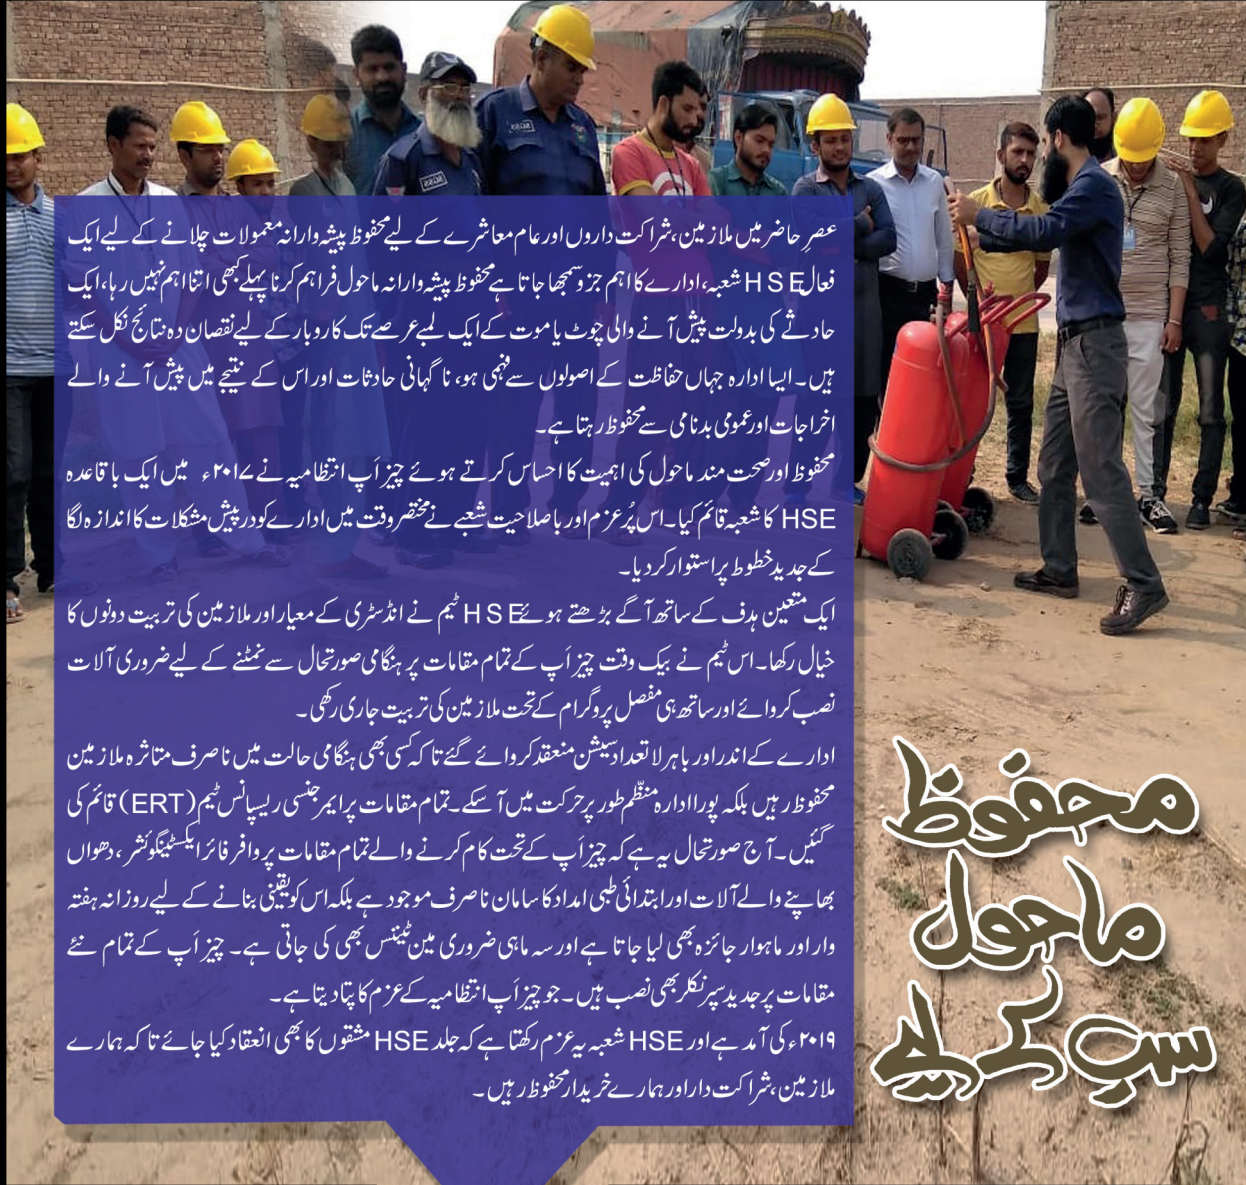 عصرِ حاضر میں ملازمین، شراکت داروں اور عام معاشرے کے لیے محفوظ پیشہ وارانہ معمولات چلانے کے لیے ایک
فعال HSE شعبہ، ادارے کا اہم جزو سمجھا جاتا ہے محفوظ پیشہ وارانہ ماحول فراہم کرنا پہلے کبھی اتنا اہم نہیں رہا، ایک
حادثے کی بدولت پیش آنے والی چوٹ یا موت کے ایک لمبے عرصے تک کاروبار کے لیے نقصان دہ نتائج نکل سکتے
ہیں۔ ایسا ادارہ جہاں حفاظت کے اصولوں سے فہمی ہو، ناگہانی حادثات اور اس کے نتیجے میں پیش آنے والے
اخراجات اور عمومی بدنامی سے محفوظ رہتا ہے۔
محفوظ اور صحت مند ماحول کی اہمیت کا احساس کرتے ہوئے چیز اَپ انتظامیہ نے ۲۰۱۷ء میں ایک باقاعدہ
HSE کا شعبہ قائم کیا۔ اس پُرعزم اور باصلاحیت شعبے نے مختصر وقت میں ادارے کو درپیش مشکلات کا اندازہ لگا
کے جدید خطوط پر استوار کردیا۔
ایک متعین ہدف کے ساتھ آگے بڑھتے ہوئے HSE ٹیم نے انڈسٹری کے معیار اور ملازمین کی تربیت دونوں کا
خیال رکھا۔ اس ٹیم نے بیک وقت چیز اَپ کے تمام مقامات پر ہنگامی صورتحال سے نمٹنے کے لیے ضروری آلات
نصب کروائے اور ساتھ ہی مفصل پروگرام کے تحت ملازمین کی تربیت جاری رکھی۔
ادارے کے اندر اور باہر لاتعداد سیشن منعقد کروائے گئے تاکہ کسی بھی ہنگامی حالت میں ناصرف متاثرہ ملازمین
محفوظ رہیں بلکہ پورا ادارہ منظّم طور پر حرکت میں آسکے۔ تمام مقامات پر ایمرجنسی ریسپانس ٹیم (ERT) قائم کی
گئیں۔ آج صورتحال یہ ہے کہ چیز اَپ کے تحت کام کرنے والے تمام مقامات پر وافر فائر ایکسٹینگوئشر، دھواں
بھاپنے والے آلات اور ابتدائی طبی امداد کا سامان ناصرف موجود ہے بلکہ اس کو یقینی بنانے کے لیے روزانہ ہفتہ
وار اور ماہوار جائزہ بھی لیا جاتا ہے اور سہ ماہی ضروری مین ٹیننس بھی کی جاتی ہے۔ چیز اَپ کے تمام نئے
مقامات پر جدید سپرنکلر بھی نصب ہیں۔ جو چیز اَپ انتظامیہ کے عزم کا پتا دیتا ہے۔
۲۰۱۹ء کی آمد ہے اور HSE شعبہ یہ عزم رکھتا ہے کہ جلد HSE مشقوں کا بھی انعقاد کیا جائے تاکہ ہمارے
ملازمین، شراکت دار اور ہمارے خریدار محفوظ رہیں۔
محفوظ
ماحول
سب کے لیے